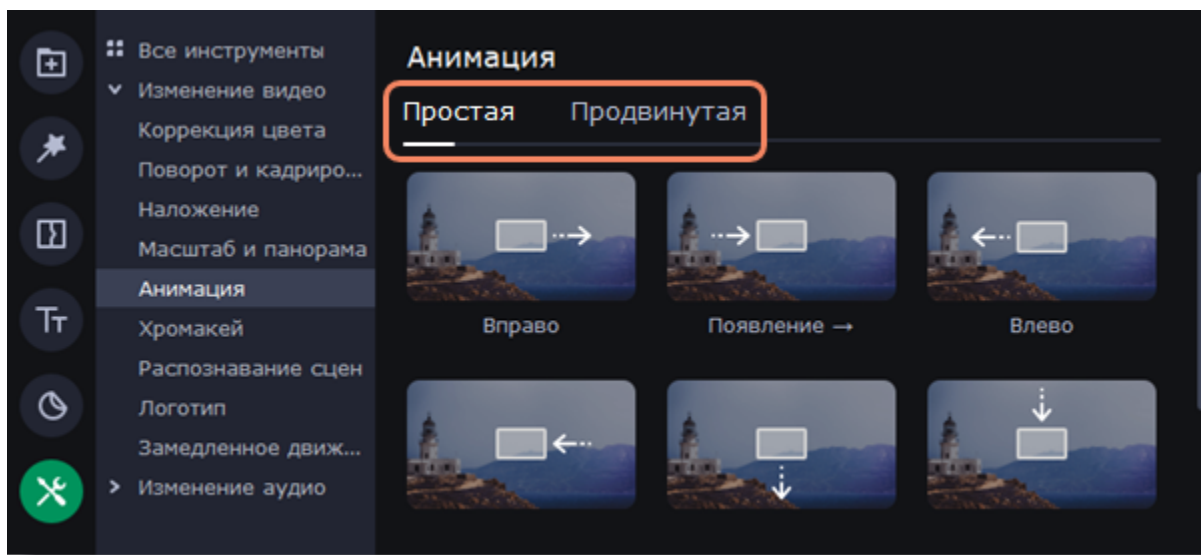 Все инструменты
Изменение видео
Коррекция цвета
Поворот и кадриро...
Наложение
Масштаб и панорама
Анимация
Хромакей
Распознавание сцен
Логотип
Замедленное движ...
Изменение аудио
Анимация
Простая Продвинутая
Вправо Появление → Влево
Тт